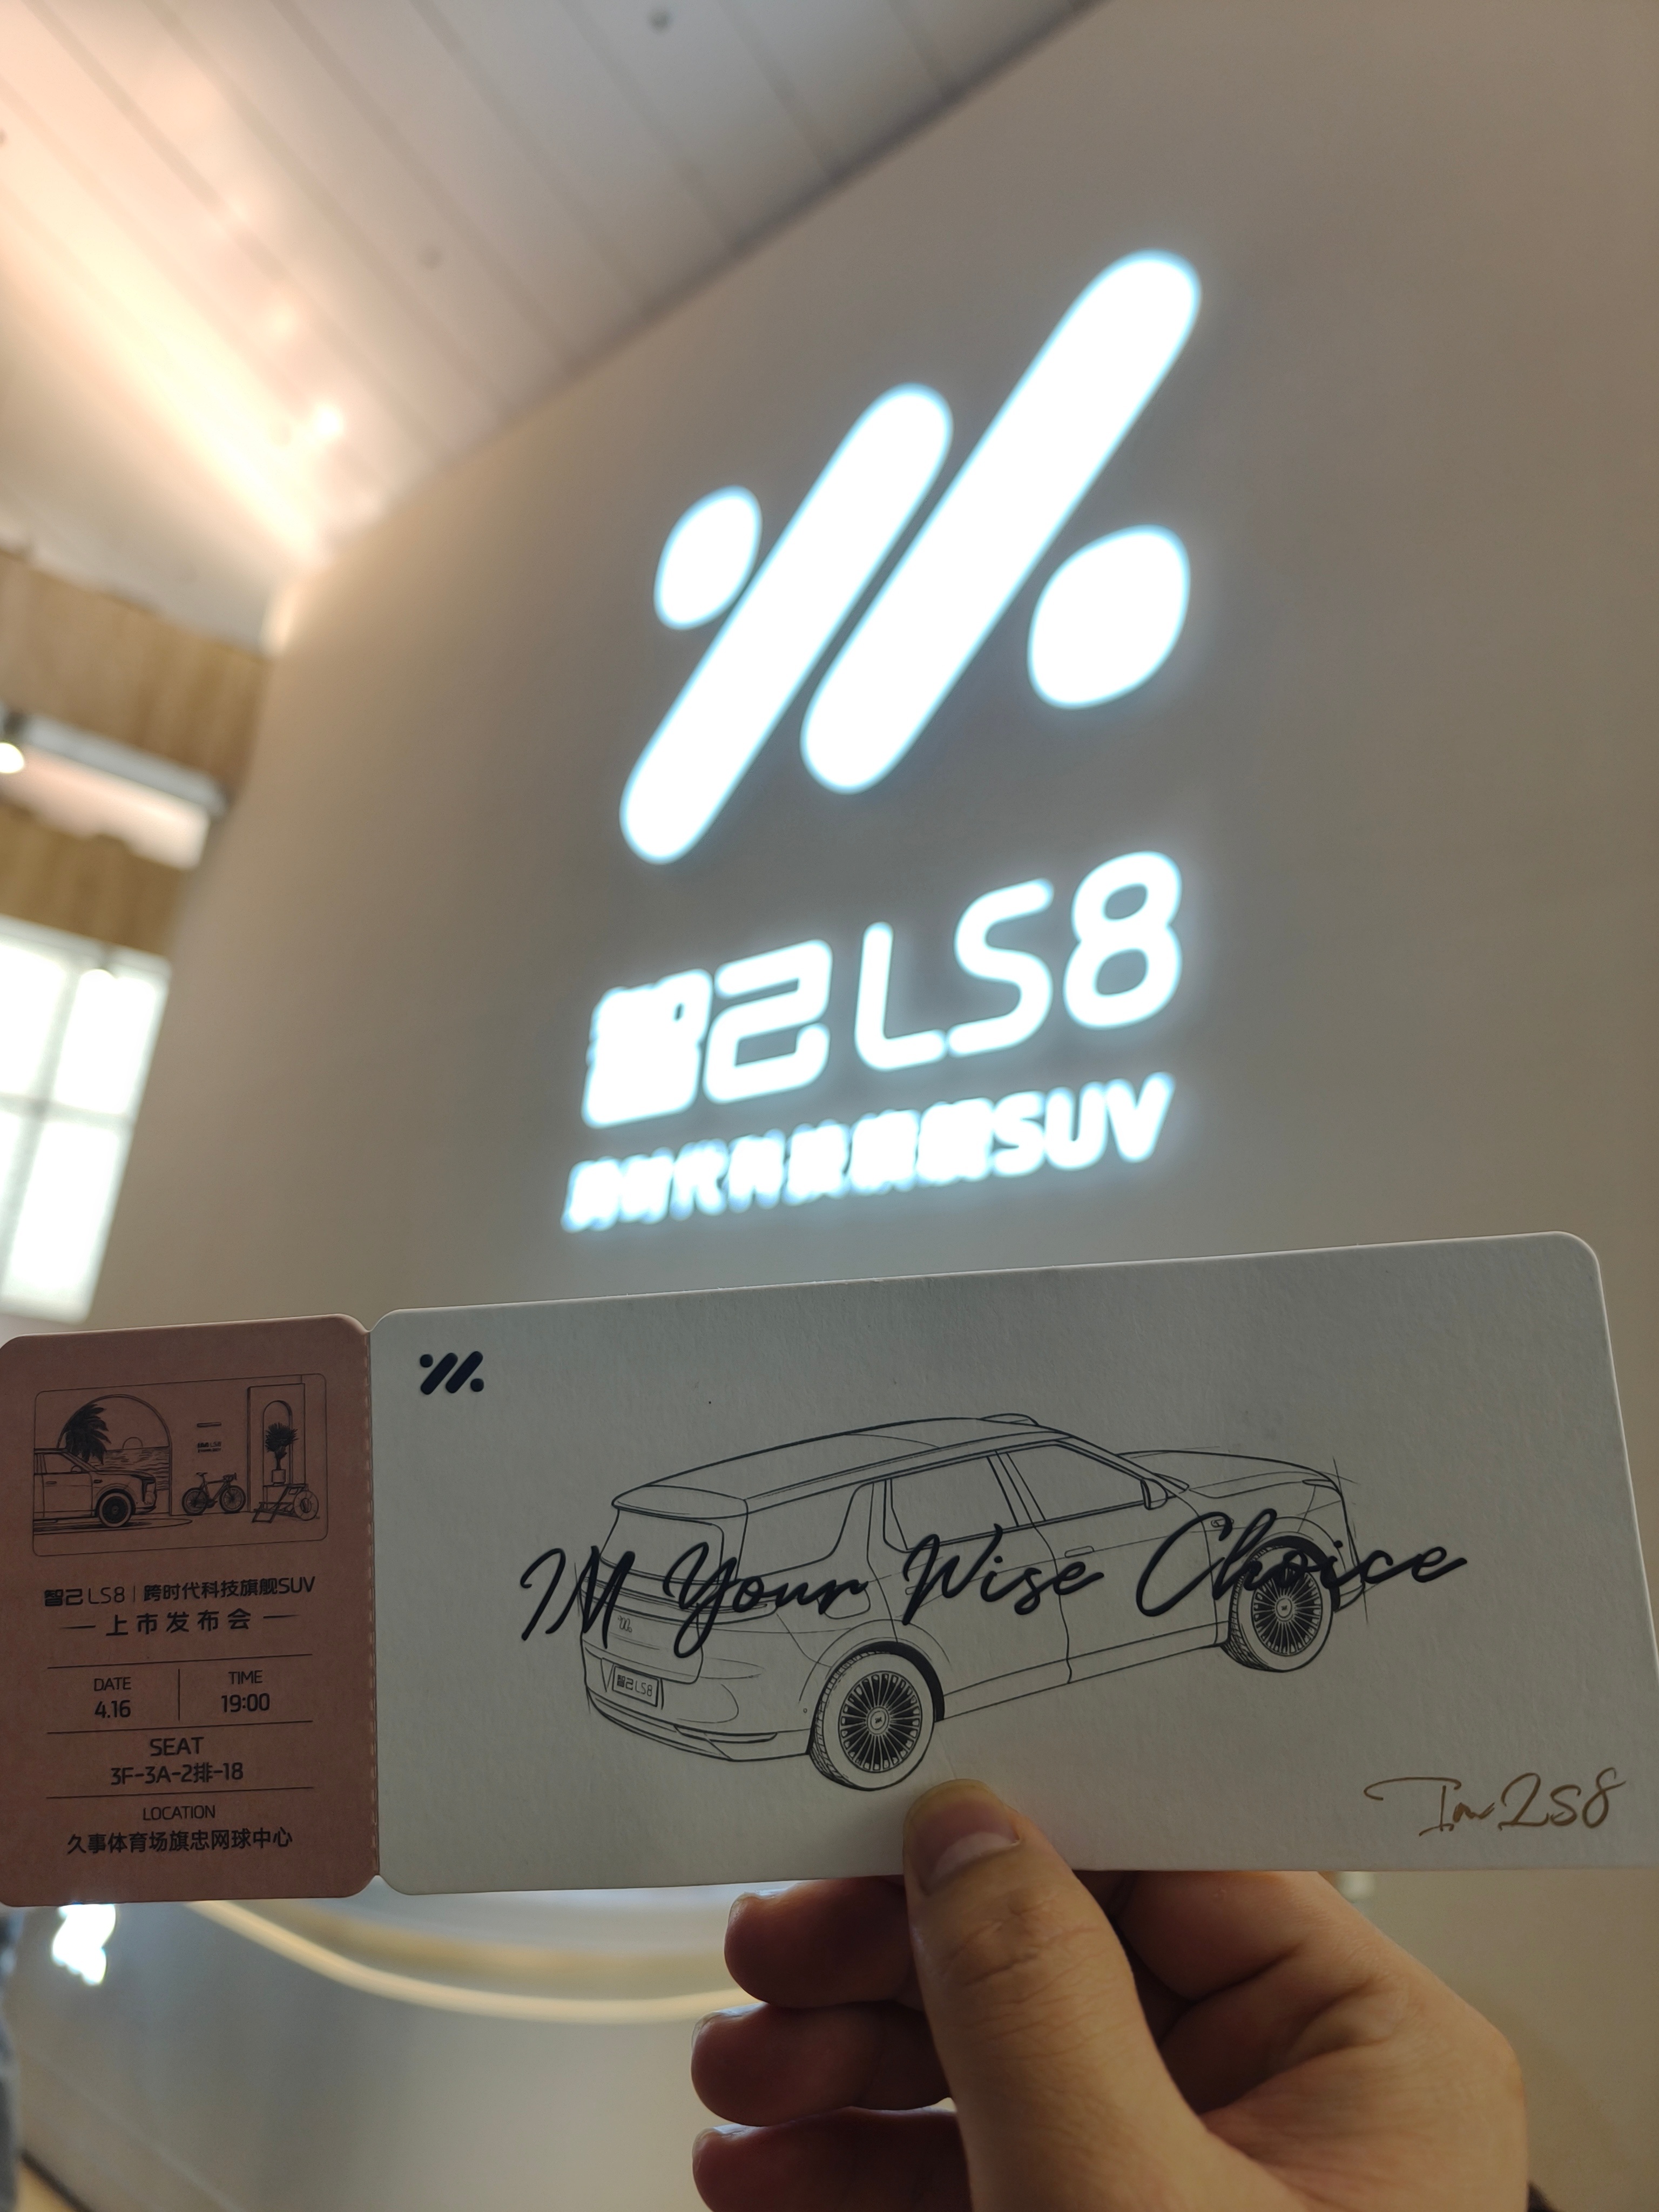 智己LS8
跨时代科技旗舰SUV
智己LS8 | 跨时代科技旗舰SUV
上市发布会
DATE
4.16
TIME
19:00
SEAT
3F-3A-2排-18
LOCATION
久事体育场旗忠网球中心
IM Your Wise Choice
智己LS8
Im LS8